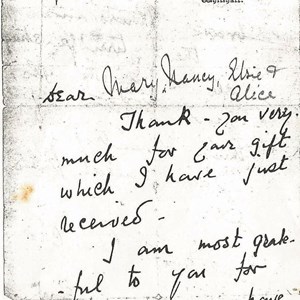 Dear Mary, Nancy, Elsie &
Alice
Thank - you very
much for your gift
which I have just
received -
I am most grate-
-ful to you for
have